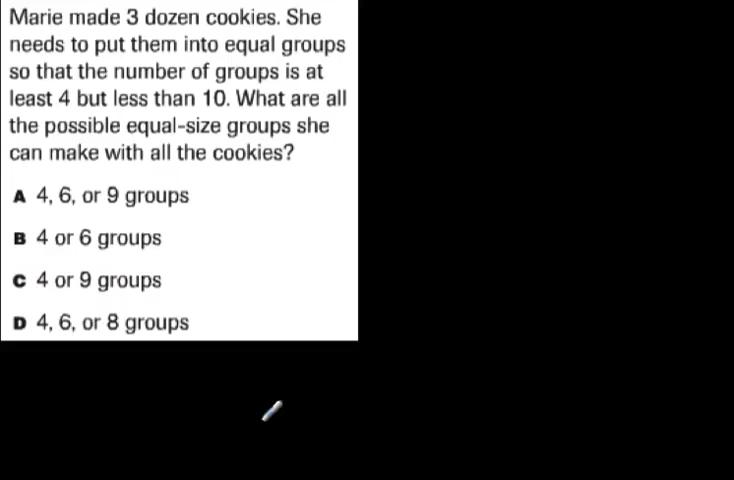 Marie made 3 dozen cookies. She
needs to put them into equal groups
so that the number of groups is at
least 4 but less than 10. What are all
the possible equal-size groups she
can make with all the cookies?
A 4, 6, or 9 groups
B 4 or 6 groups
C 4 or 9 groups
D 4, 6, or 8 groups